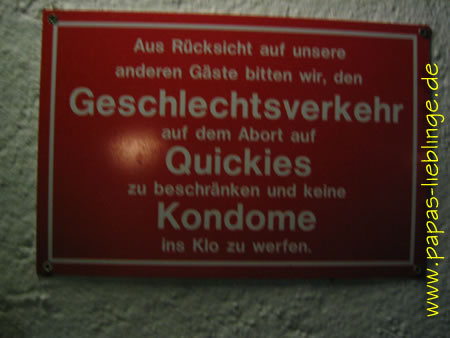 Aus Rücksicht auf unsere
anderen Gäste bitten wir, den
Geschlechtsverkehr
auf dem Abort auf
Quickies
zu beschränken und keine
Kondome
ins Klo zu werfen.
www.papas-lieblinge.de